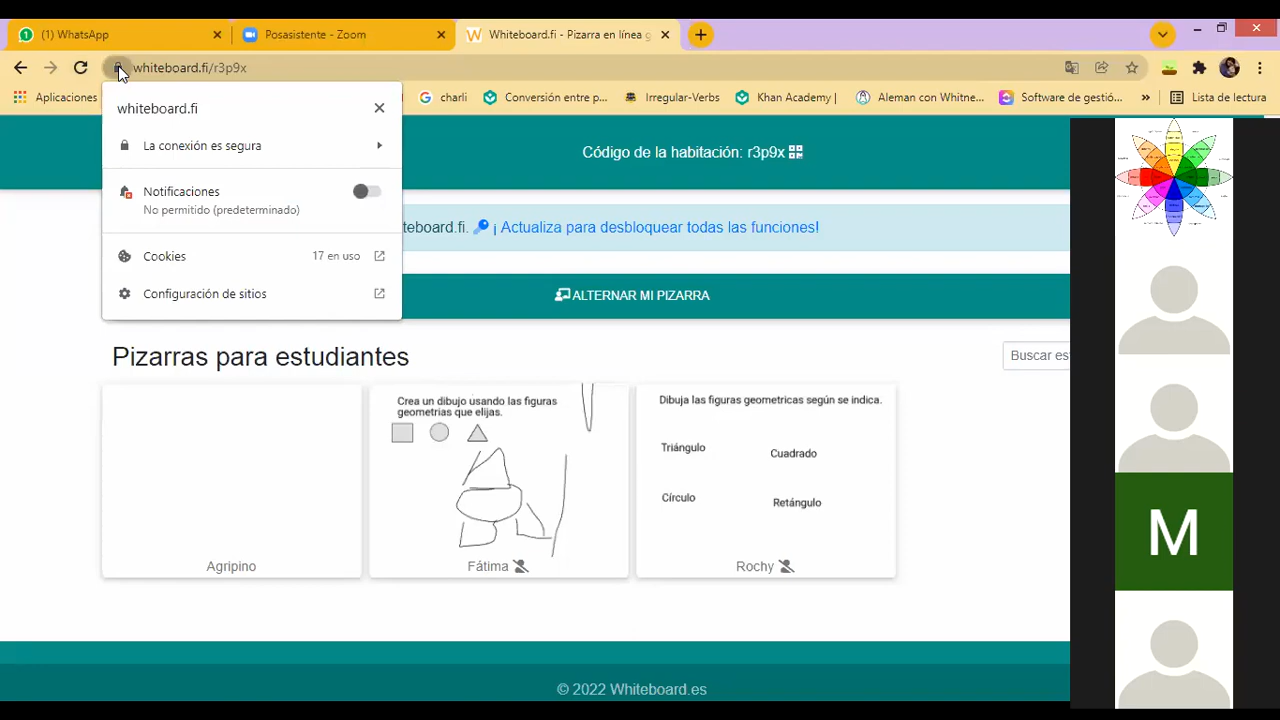 (1) WhatsApp
Posasistente - Zoom
Whiteboard.fi - Pizarra en línea g
whiteboard.fi/r3p9x
Aplicaciones
charli
Conversión entre p...
Irregular-Verbs
Khan Academy |
Aleman con Whitne...
Software de gestió...
»
Lista de lectura
whiteboard.fi
La conexión es segura
Notificaciones
No permitido (predeterminado)
Cookies
17 en uso
Configuración de sitios
Código de la habitación: r3p9x
teboard.fi. ¡ Actualiza para desbloquear todas las funciones!
ALTERNAR MI PIZARRA
Pizarras para estudiantes
Buscar es
Crea un dibujo usando las figuras
geometrias que elijas.
Dibuja las figuras geometricas según se indica.
Triángulo
Cuadrado
Círculo
Retángulo
Agripino
Fátima
Rochy
© 2022 Whiteboard.es
M